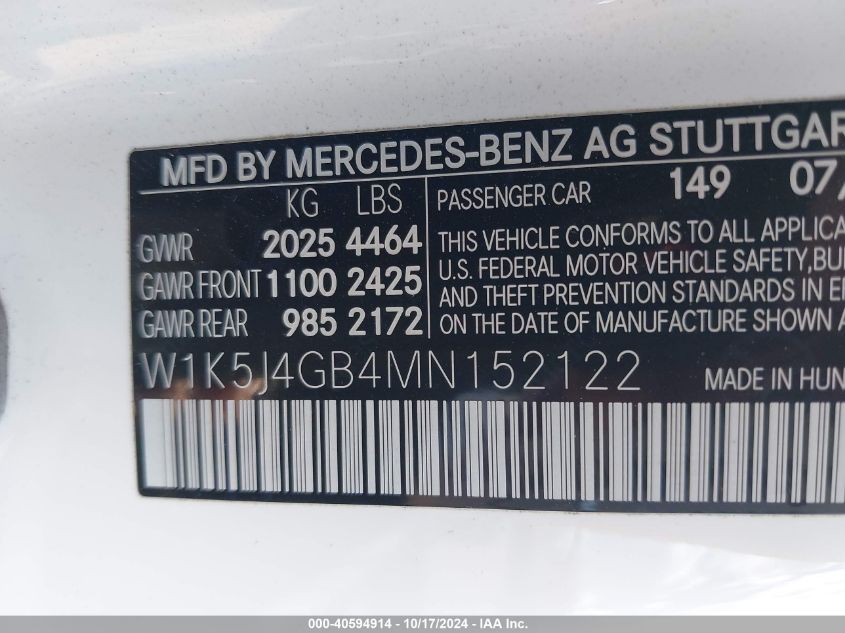 MFD BY MERCEDES-BENZ AG STUTTGAR
KG LBS
PASSENGER CAR 149 07/
GVWR 2025 4464
GAWR FRONT 1100 2425
GAWR REAR 985 2172
THIS VEHICLE CONFORMS TO ALL APPLICA
U.S. FEDERAL MOTOR VEHICLE SAFETY, BU
AND THEFT PREVENTION STANDARDS IN E
ON THE DATE OF MANUFACTURE SHOWN A
W1K5J4GB4MN152122
MADE IN HUN
000-40594914 - 10/17/2024 - IAA Inc.